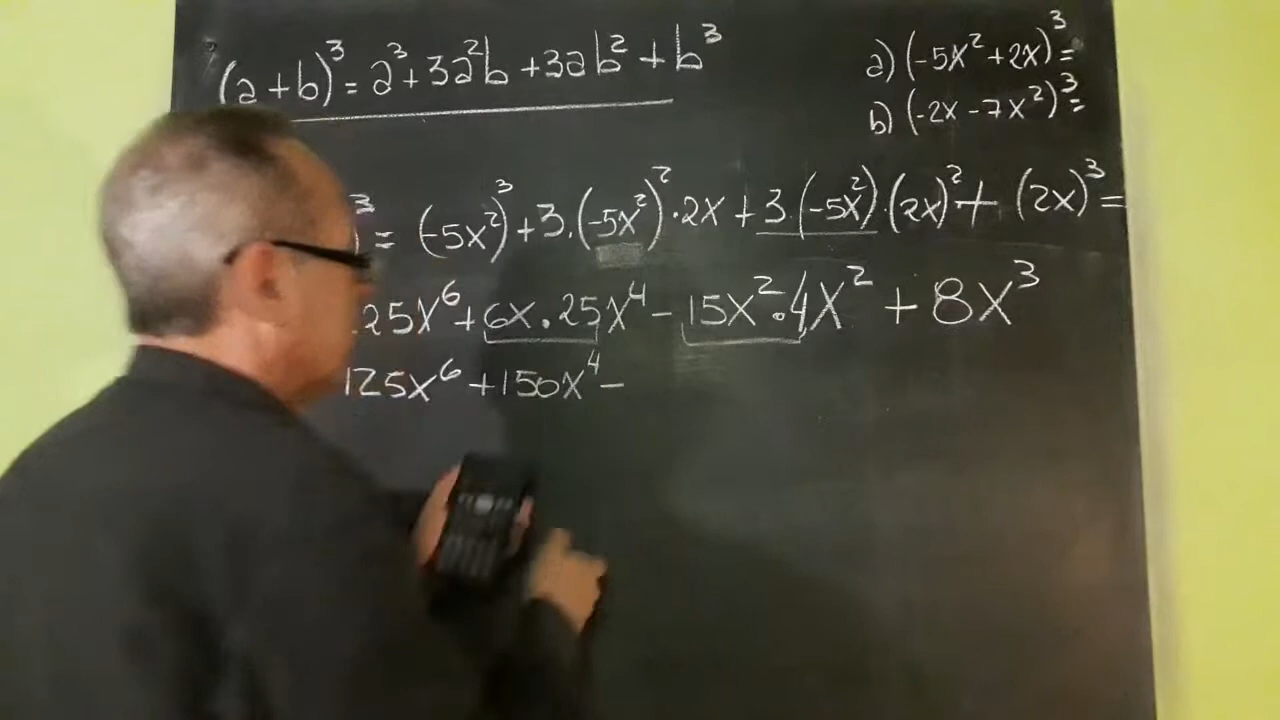 (a+b)³ = a³+3a²b+3ab²+b³
a) (-5x²+2x)³=
b) (-2x-7x²)³=
³= (-5x²)³+3.(-5x²)²·2x+3.(-5x²).(2x)²+(2x)³=
25x⁶+6x.25x⁴-15x².4x²+8x³
125x⁶+150x⁴-